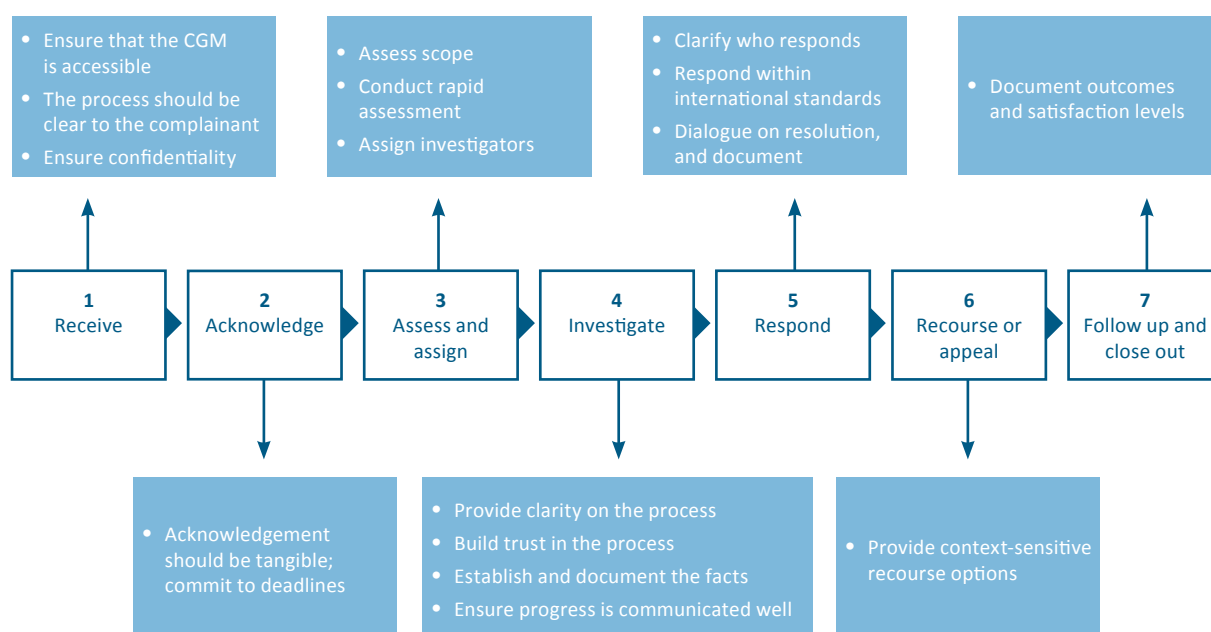 • Ensure that the CGM
is accessible
• The process should be
clear to the complainant
• Ensure confidentiality
• Assess scope
• Conduct rapid
assessment
• Assign investigators
• Clarify who responds
• Respond within
international standards
• Dialogue on resolution,
and document
• Document outcomes
and satisfaction levels
1
Receive
2
Acknowledge
3
Assess and
assign
4
Investigate
5
Respond
6
Recourse or
appeal
7
Follow up and
close out
• Acknowledgement
should be tangible;
commit to deadlines
• Provide clarity on the process
• Build trust in the process
• Establish and document the facts
• Ensure progress is communicated well
• Provide context-sensitive
recourse options